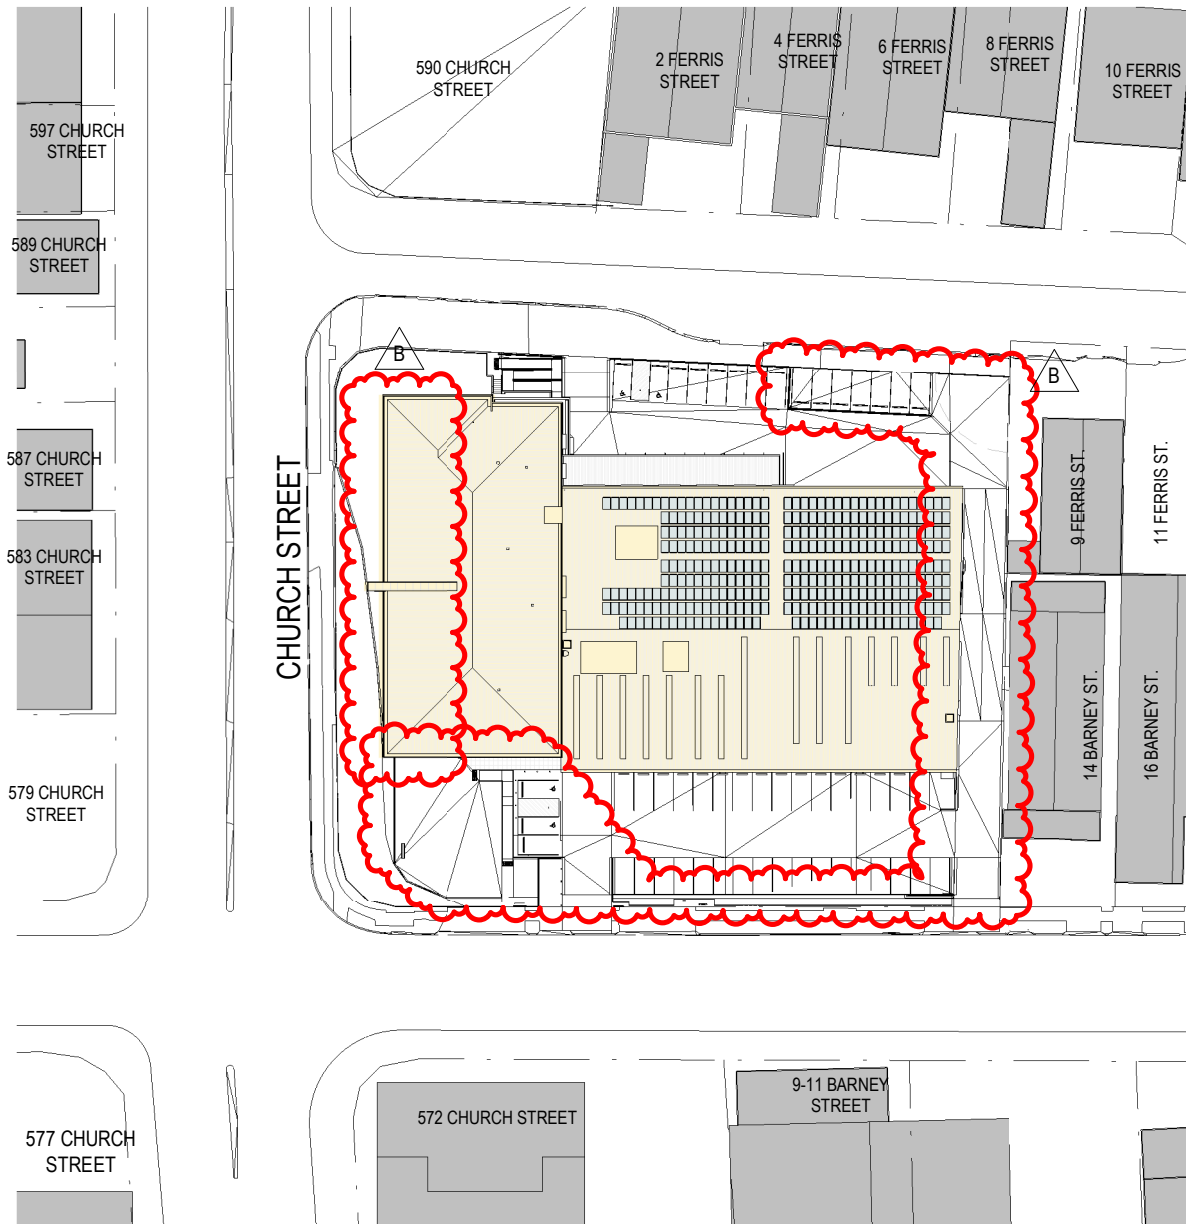 590 CHURCH
STREET
2 FERRIS
STREET
4 FERRIS
STREET
6 FERRIS
STREET
8 FERRIS
STREET
10 FERRIS
STREET
597 CHURCH
STREET
589 CHURCH
STREET
B
B
587 CHURCH
STREET
583 CHURCH
STREET
579 CHURCH
STREET
CHURCH STREET
9 FERRIS ST.
11 FERRIS ST.
14 BARNEY ST.
16 BARNEY ST.
577 CHURCH
STREET
572 CHURCH STREET
9-11 BARNEY
STREET